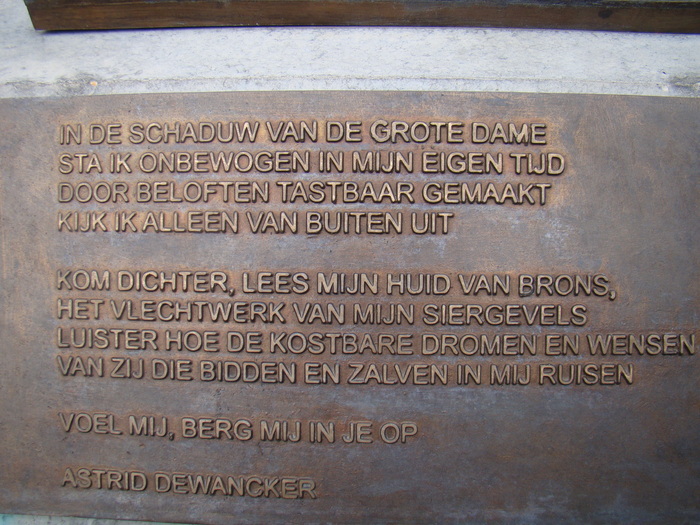 IN DE SCHADUW VAN DE GROTE DAME
STA IK ONBEWOGEN IN MIJN EIGEN TIJD
DOOR BELOFTEN TASTBAAR GEMAAKT
KIJK IK ALLEEN VAN BUITEN UIT
KOM DICHTER, LEES MIJN HUID VAN BRONS,
HET VLECHTWERK VAN MIJN SIERGEVELS
LUISTER HOE DE KOSTBARE DROMEN EN WENSEN
VAN ZIJ DIE BIDDEN EN ZALVEN IN MIJ RUISEN
VOEL MIJ, BERG MIJ IN JE OP
ASTRID DEWANCKER